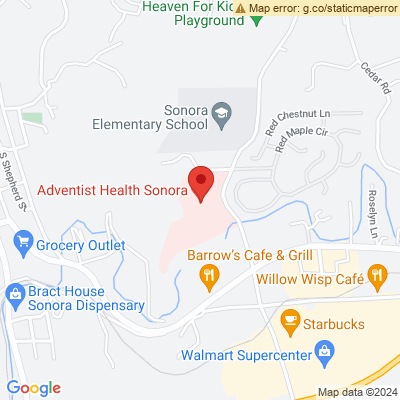 Heaven For Kid
Playground
Map error: g.co/staticmaperror
Cedar Rd
Sonora
Elementary School
Red Chestnut Ln
Red Maple Cir
S Shepherd St
Adventist Health Sonora
Roselyn Ln
Grocery Outlet
Barrow's Cafe & Grill
Willow Wisp Café
Bract House
Sonora Dispensary
Starbucks
Walmart Supercenter
Google
Map data ©2024